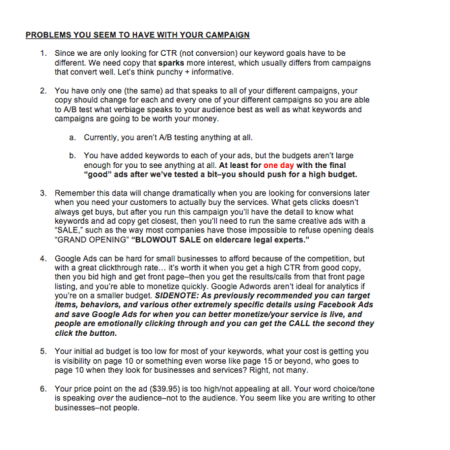 PROBLEMS YOU SEEM TO HAVE WITH YOUR CAMPAIGN
1. Since we are only looking for CTR (not conversion) our keyword goals have to be
different. We need copy that sparks more interest, which usually differs from campaigns
that convert well. Let's think punchy + informative.
2. You have only one (the same) ad that speaks to all of your different campaigns, your
copy should change for each and every one of your different campaigns so you are able
to A/B test what verbiage speaks to your audience best as well as what keywords and
campaigns are going to be worth your money.
a. Currently, you aren't A/B testing anything at all.
b. You have added keywords to each of your ads, but the budgets aren't large
enough for you to see anything at all. At least for one day with the final
"good" ads after we've tested a bit–you should push for a high budget.
3. Remember this data will change dramatically when you are looking for conversions later
when you need your customers to actually buy the services. What gets clicks doesn't
always get buys, but after you run this campaign you'll have the detail to know what
keywords and ad copy get closest, then you'll need to run the same creative ads with a
"SALE," such as the way most companies have those impossible to refuse opening deals
"GRAND OPENING" "BLOWOUT SALE on eldercare legal experts."
4. Google Ads can be hard for small businesses to afford because of the competition, but
with a great clickthrough rate… it's worth it when you get a high CTR from good copy,
then you bid high and get front page–then you get the results/calls from that front page
listing, and you're able to monetize quickly. Google Adwords aren't ideal for analytics if
you're on a smaller budget. SIDENOTE: As previously recommended you can target
items, behaviors, and various other extremely specific details using Facebook Ads
and save Google Ads for when you can better monetize/your service is live, and
people are emotionally clicking through and you can get the CALL the second they
click the button.
5. Your initial ad budget is too low for most of your keywords, what your cost is getting you
is visibility on page 10 or something even worse like page 15 or beyond, who goes to
page 10 when they look for businesses and services? Right, not many.
6. Your price point on the ad ($39.95) is too high/not appealing at all. Your word choice/tone
is speaking over the audience–not to the audience. You seem like you are writing to other
businesses–not people.